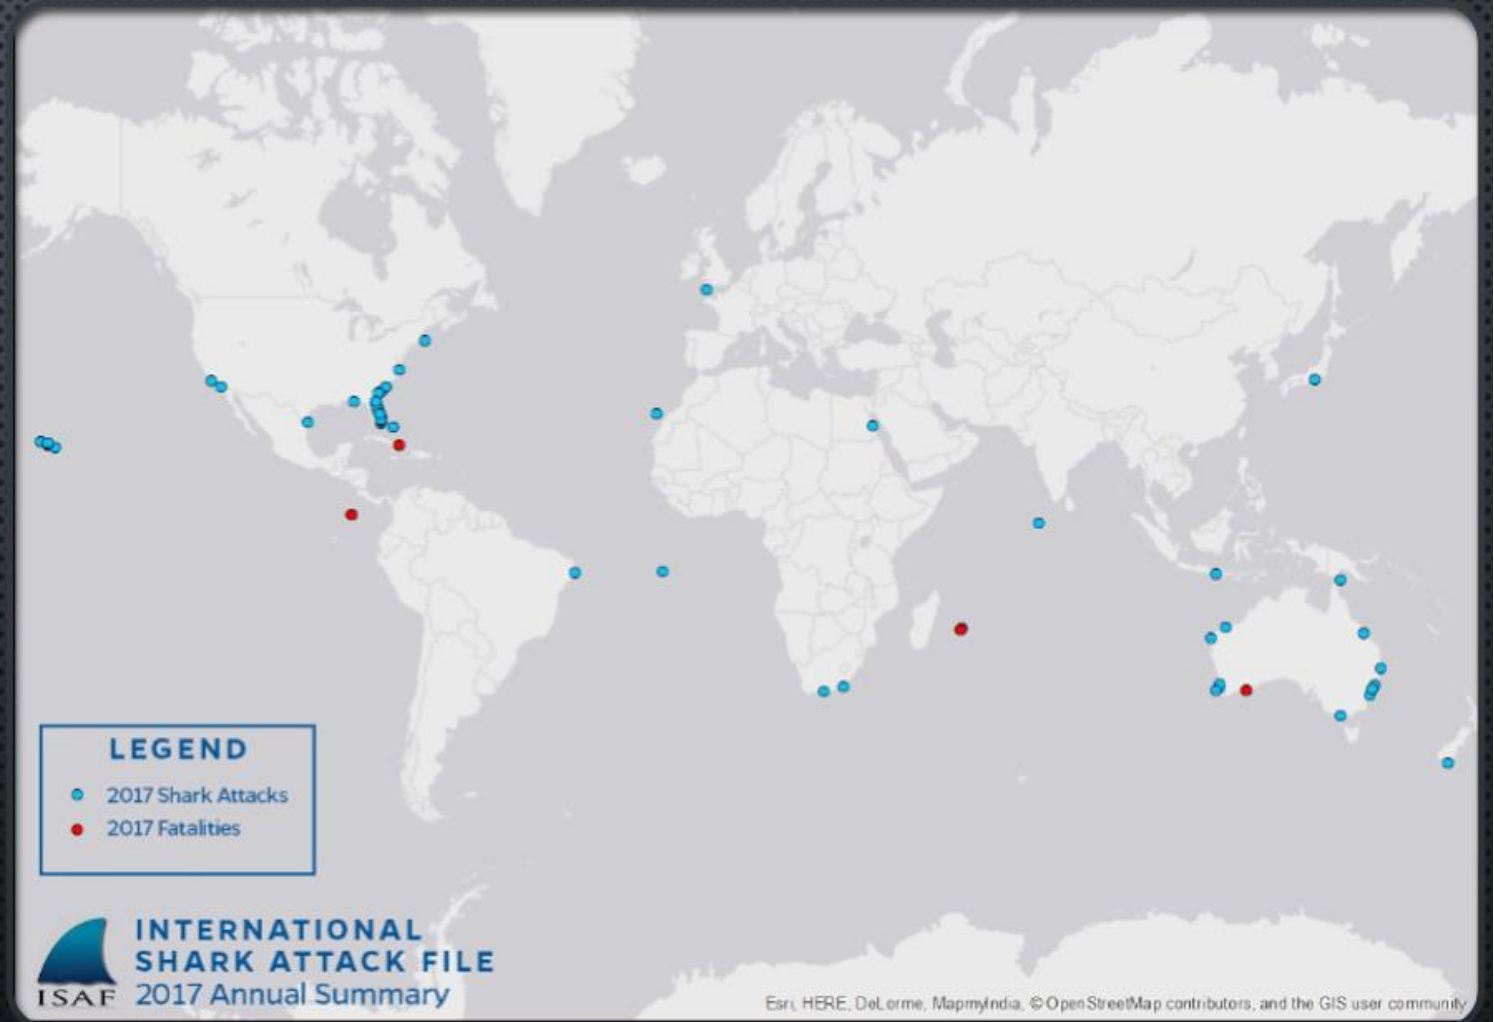 LEGEND
2017 Shark Attacks
2017 Fatalities
INTERNATIONAL
SHARK ATTACK FILE
ISAF 2017 Annual Summary
Esri, HERE, DeLorme, MapmyIndia, © OpenStreetMap contributors, and the GIS user community